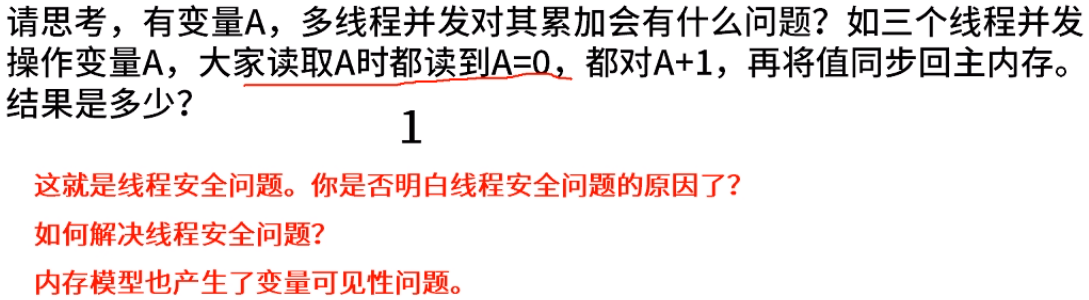 请思考，有变量A，多线程并发对其累加会有什么问题？如三个线程并发
操作变量A，大家读取A时都读到A=0，都对A+1，再将值同步回主内存。
结果是多少？
1
这就是线程安全问题。你是否明白线程安全问题的原因了？
如何解决线程安全问题？
内存模型也产生了变量可见性问题。